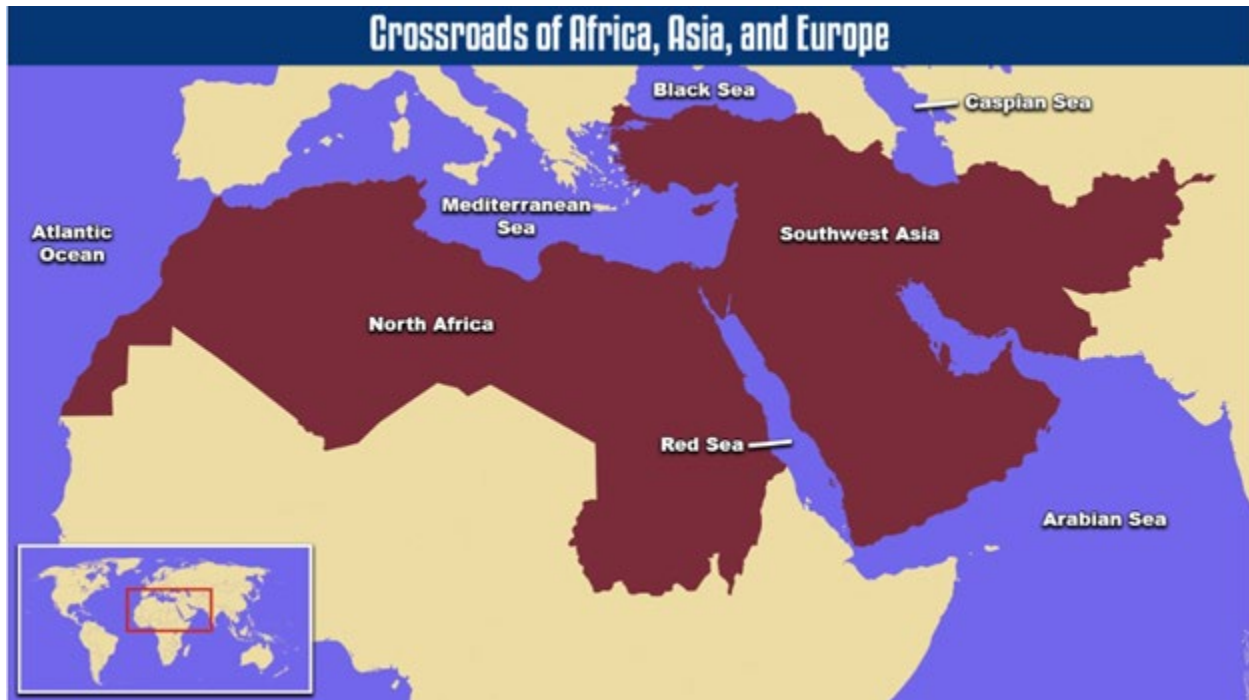 Crossroads of Africa, Asia, and Europe
Black Sea
Caspian Sea
Mediterranean
Sea
Atlantic
Ocean
Southwest Asia
North Africa
Red Sea
Arabian Sea